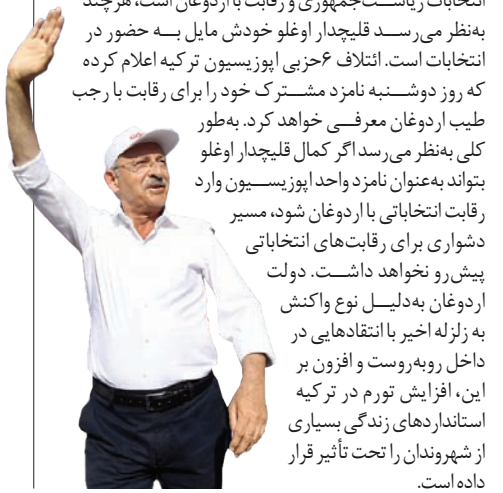 انتخابات ریاست‌جمهوری و رقابت با اردوغان است، هرچند
به‌نظر می‌رسد قلیچدار اوغلو خودش مایل به حضور در
انتخابات است. ائتلاف ۶حزبی اپوزیسیون ترکیه اعلام کرده
که روز دوشنبه نامزد مشترک خود را برای رقابت با رجب
طیب اردوغان معرفی خواهد کرد. به‌طور
کلی به‌نظر می‌رسد اگر کمال قلیچدار اوغلو
بتواند به‌عنوان نامزد واحد اپوزیسیون وارد
رقابت انتخاباتی با اردوغان شود، مسیر
دشواری برای رقابت‌های انتخاباتی
پیش‌رو نخواهد داشت. دولت
اردوغان به‌دلیل نوع واکنش
به زلزله اخیر با انتقادهایی در
داخل روبه‌روست و افزون بر
این، افزایش تورم در ترکیه
استانداردهای زندگی بسیاری
از شهروندان را تحت تأثیر قرار
داده است.